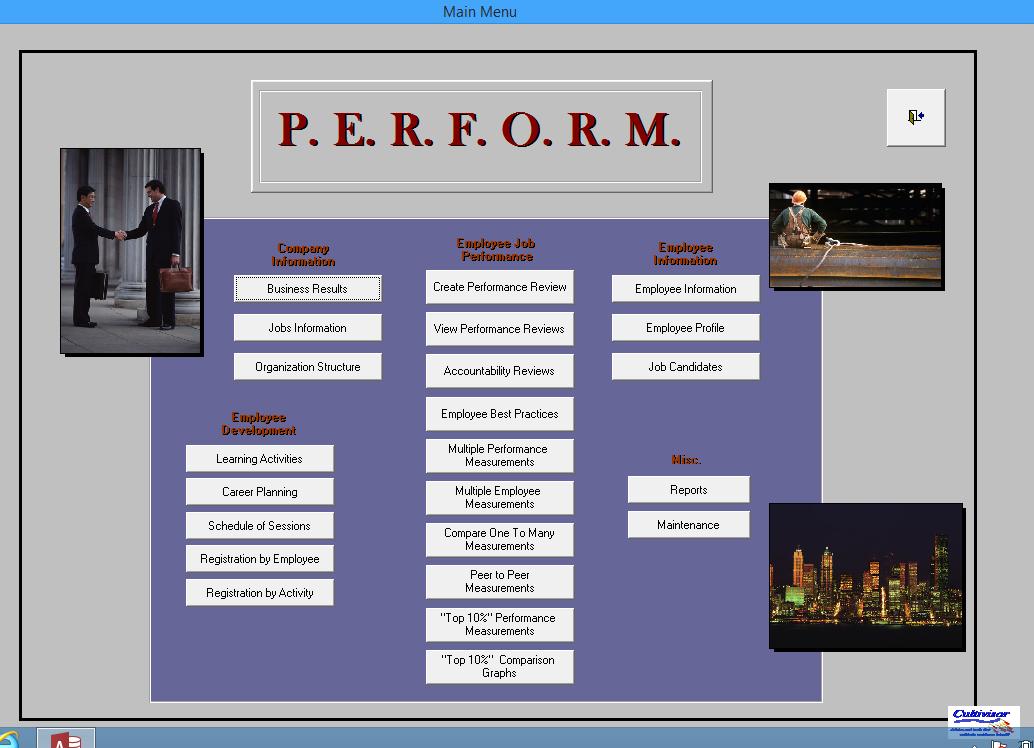 Main Menu
P. E. R. F. O. R. M.
Company
Information
Business Results
Jobs Information
Organization Structure
Employee
Development
Learning Activities
Career Planning
Schedule of Sessions
Registration by Employee
Registration by Activity
Employee Job
Performance
Create Performance Review
View Performance Reviews
Accountability Reviews
Employee Best Practices
Multiple Performance
Measurements
Multiple Employee
Measurements
Compare One To Many
Measurements
Peer to Peer
Measurements
"Top 10%" Performance
Measurements
"Top 10%" Comparison
Graphs
Employee
Information
Employee Information
Employee Profile
Job Candidates
Misc.
Reports
Maintenance
Cultivisor
A